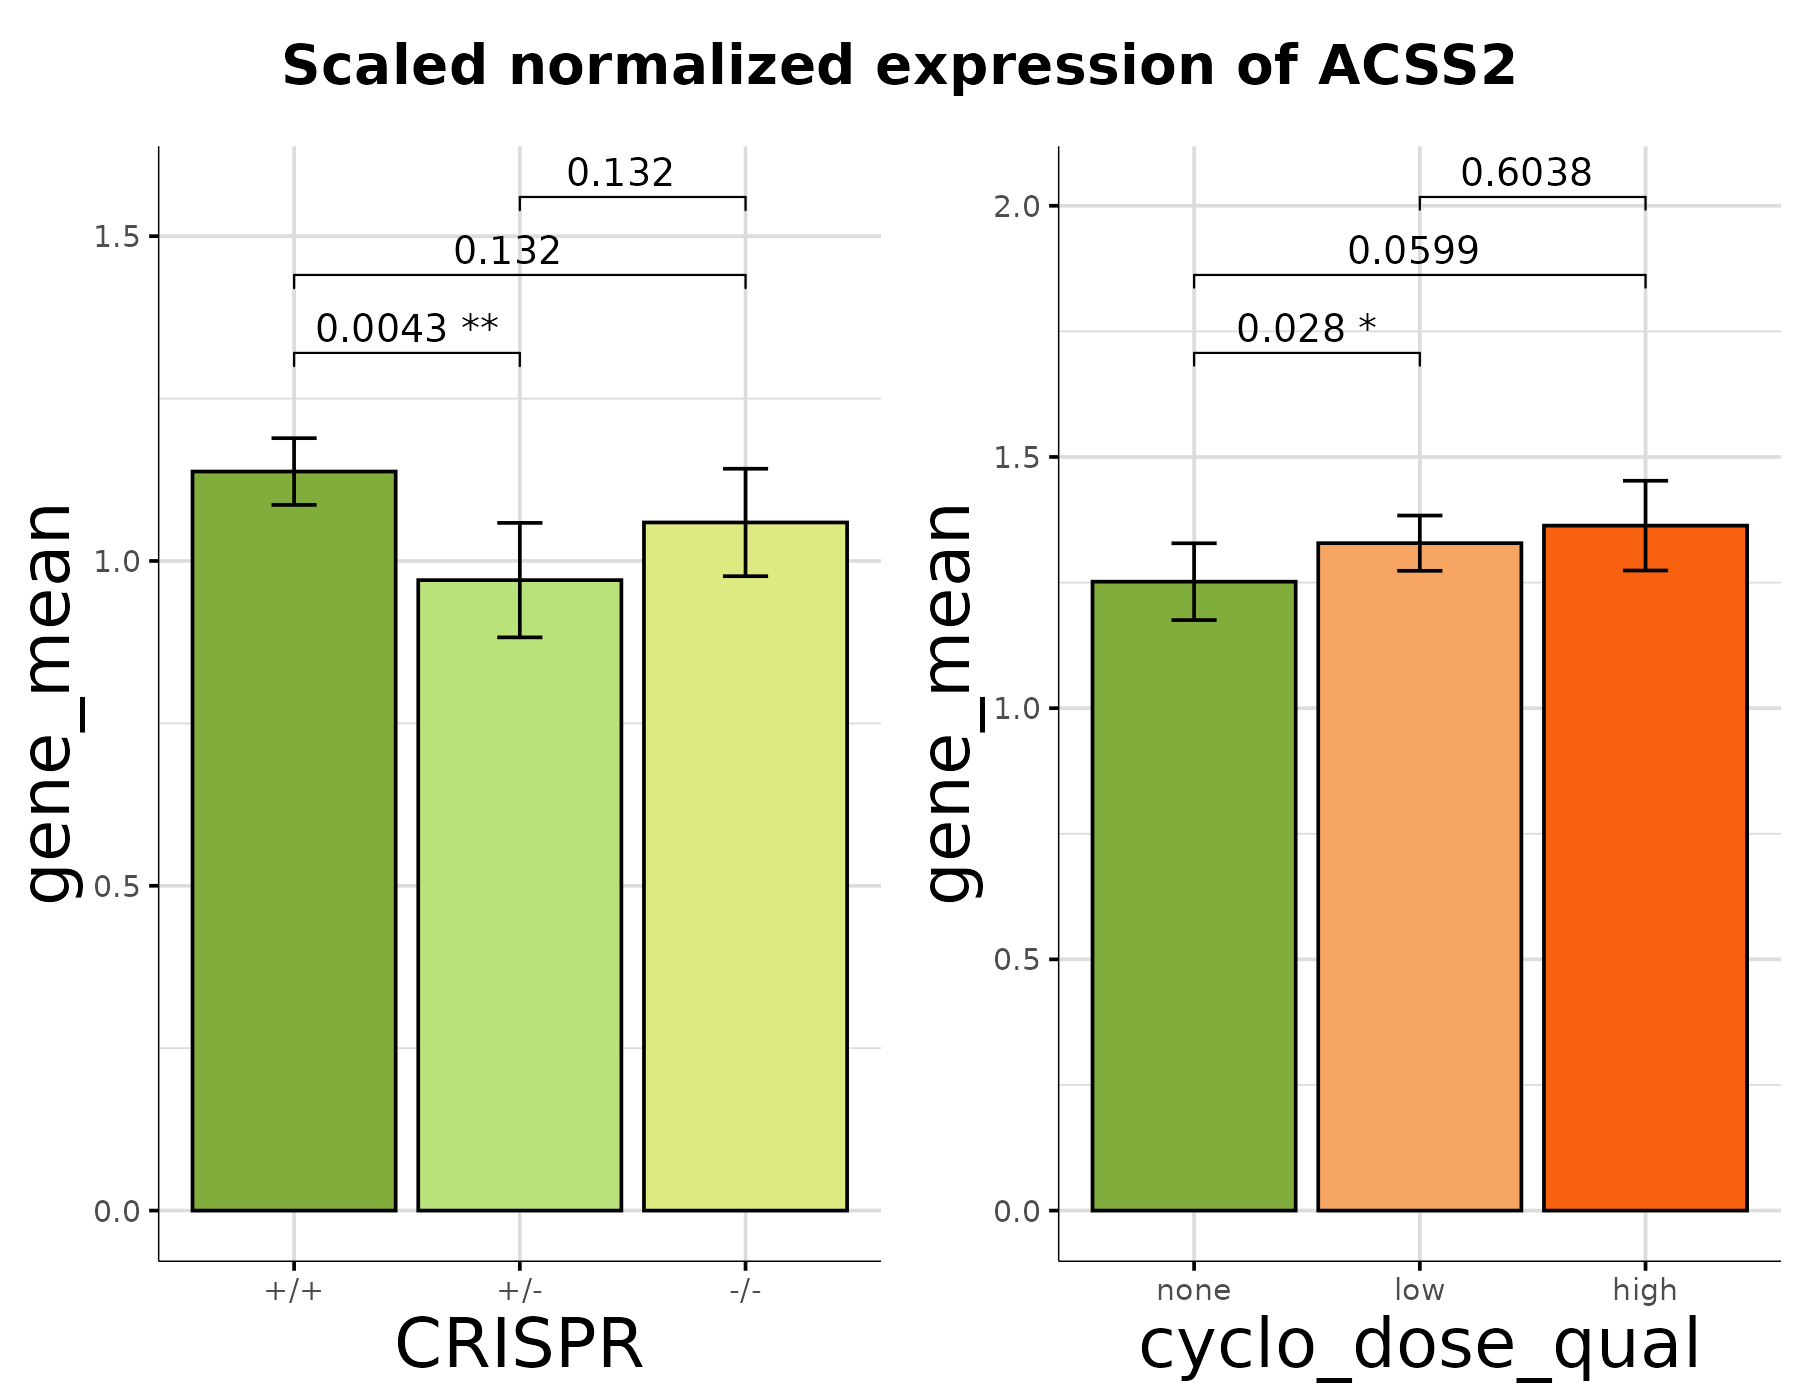 Scaled normalized expression of ACSS2
0.132
0.132
0.0043 **
1.5
1.0
0.5
0.0
gene_mean
+/+
+/-
-/-
CRISPR
0.6038
0.0599
0.028 *
2.0
1.5
1.0
0.5
0.0
gene_mean
none
low
high
cyclo_dose_qual